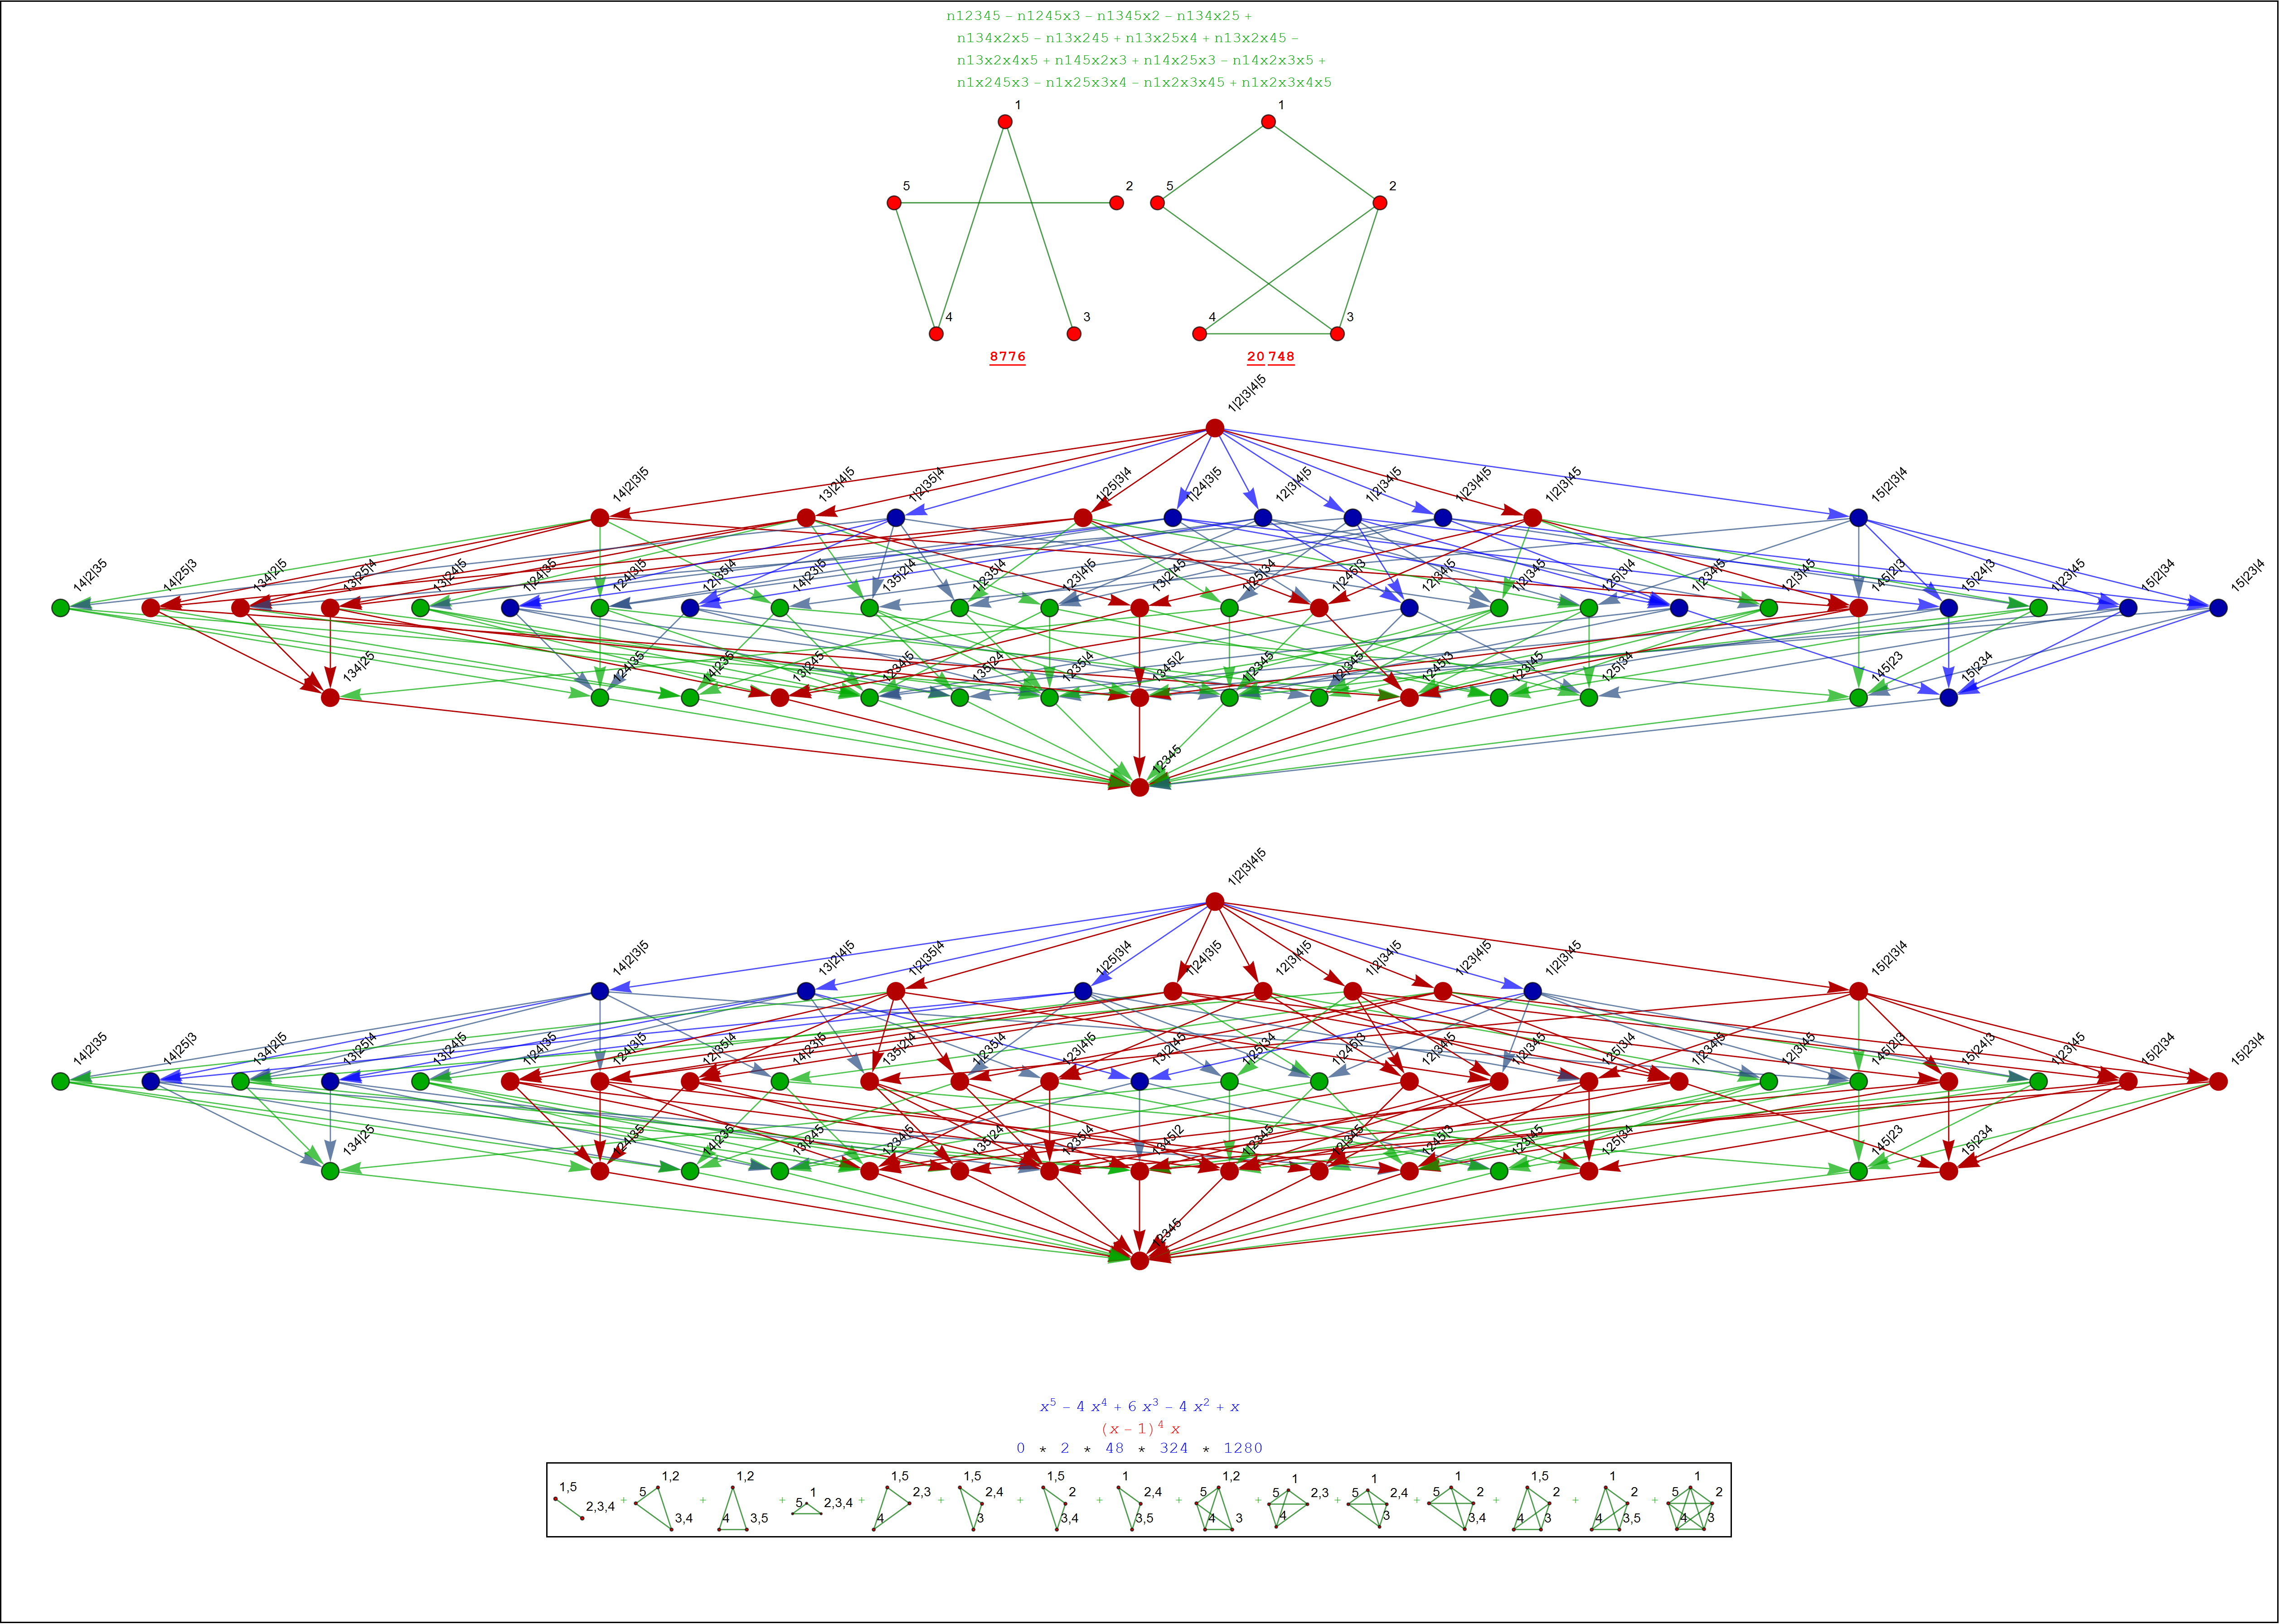 n12345 − n1245x3 − n1345x2 − n134x25 +
n134x2x5 − n13x245 + n13x25x4 + n13x2x45 −
n13x2x4x5 + n145x2x3 + n14x25x3 − n14x2x3x5 +
n1x245x3 − n1x25x3x4 − n1x2x3x45 + n1x2x3x4x5
1 1
5 2 5 2
4 3 4 3
8776 20 748
1|2|3|4|5
14|2|3|5 13|2|4|5 1|2|35|4 1|25|3|4 1|24|3|5 12|3|4|5 1|2|34|5 1|23|4|5 1|2|3|45 15|2|3|4
14|2|35 14|25|3 134|2|5 13|25|4 13|24|5 1|24|35 124|3|5 12|35|4 14|23|5 135|2|4 1|235|4 123|4|5 13|2|45 1|25|34 1|245|3 12|34|5 1|2|345 125|3|4 1|234|5 12|3|45 145|2|3 15|24|3 1|23|45 15|2|34 15|23|4
134|25 124|35 14|235 13|245 1234|5 135|24 1235|4 1345|2 1|2345 12|345 1245|3 123|45 125|34 145|23 15|234
12345
1|2|3|4|5
14|2|3|5 13|2|4|5 1|2|35|4 1|25|3|4 1|24|3|5 12|3|4|5 1|2|34|5 1|23|4|5 1|2|3|45 15|2|3|4
14|2|35 14|25|3 134|2|5 13|25|4 13|24|5 1|24|35 124|3|5 12|35|4 14|23|5 135|2|4 1|235|4 123|4|5 13|2|45 1|25|34 1|245|3 12|34|5 1|2|345 125|3|4 1|234|5 12|3|45 145|2|3 15|24|3 1|23|45 15|2|34 15|23|4
134|25 124|35 14|235 13|245 1234|5 135|24 1235|4 1345|2 1|2345 12|345 1245|3 123|45 125|34 145|23 15|234
12345
x⁵ − 4 x⁴ + 6 x³ − 4 x² + x
(x − 1)⁴ x
0 * 2 * 48 * 324 * 1280
1,5 2,3,4 + 1,2 5 3,4 + 1,2 4 3,5 + 1 5 2,3,4 + 1,5 2,3 4 + 1,5 2,4 3 + 1,5 2 3,4 + 1 2,4 3,5 + 1,2 5 4 3 + 1 5 2,3 4 + 1 5 2,4 3 + 1 5 2 3,4 + 1,5 2 4 3 + 1 2 4 3,5 + 1 5 2 4 3